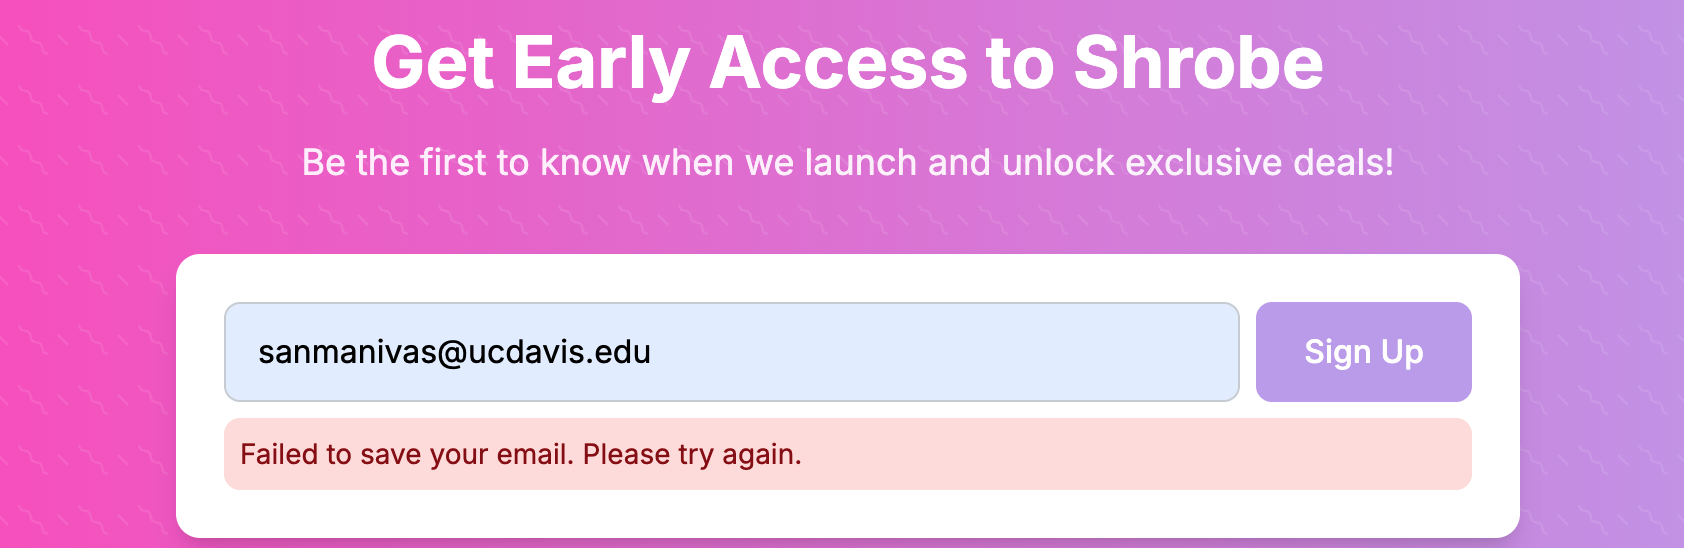 Get Early Access to Shrobe
Be the first to know when we launch and unlock exclusive deals!
sanmanivas@ucdavis.edu
Sign Up
Failed to save your email. Please try again.